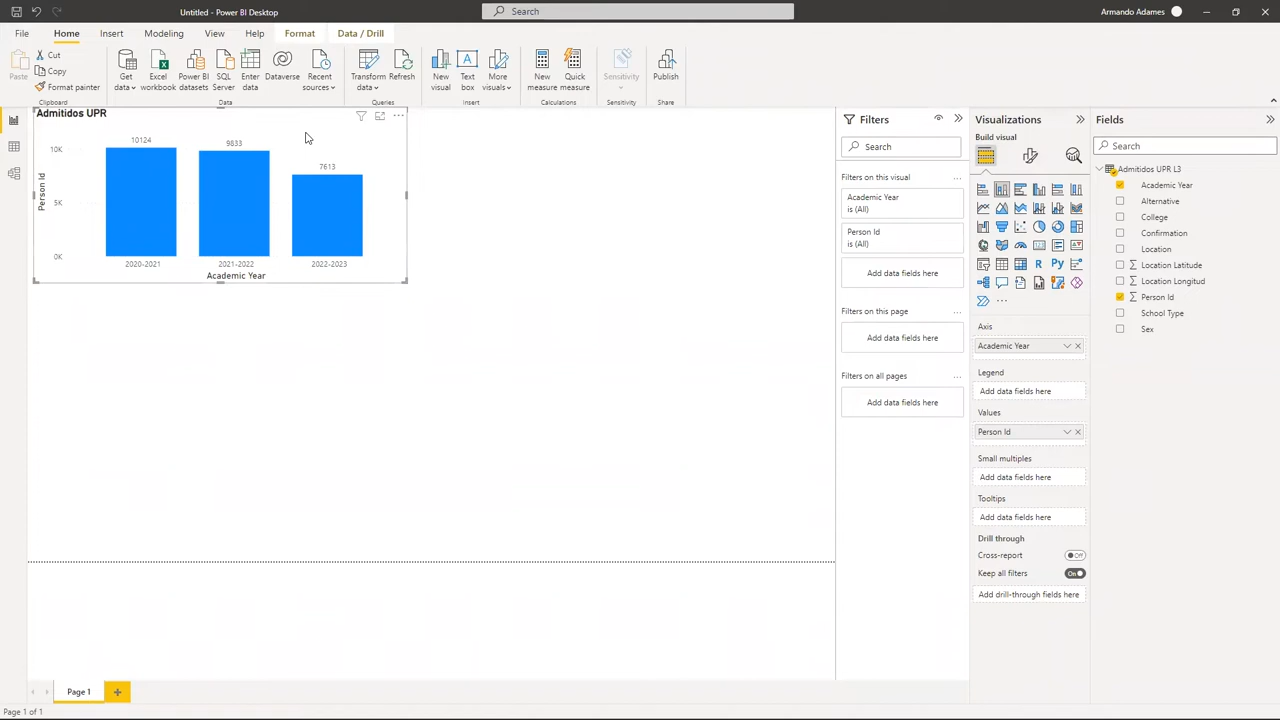 Untitled - Power BI Desktop
Search
Armando Adames
File
Home
Insert
Modeling
View
Help
Format
Data / Drill
Paste
Cut
Copy
Format painter
Clipboard
Get data
Excel workbook
Power BI datasets
SQL Server
Enter data
Dataverse
Recent sources
Data
Transform data
Refresh
Queries
New visual
Text box
More visuals
Insert
New measure
Quick measure
Calculations
Sensitivity
Sensitivity
Publish
Share
Admitidos UPR
10K
5K
0K
Person Id
10124
9833
7613
2020-2021
2021-2022
2022-2023
Academic Year
Filters
Search
Filters on this visual
Academic Year
is (All)
Person Id
is (All)
Add data fields here
Filters on this page
Add data fields here
Filters on all pages
Add data fields here
Visualizations
Build visual
R
Py
123
Axis
Academic Year
Legend
Add data fields here
Values
Person Id
Small multiples
Add data fields here
Tooltips
Add data fields here
Drill through
Cross-report
Off
Keep all filters
On
Add drill-through fields here
Fields
Search
Admitidos UPR L3
Academic Year
Alternative
College
Confirmation
Location
Σ Location Latitude
Σ Location Longitud
Σ Person Id
School Type
Sex
Page 1
Page 1 of 1